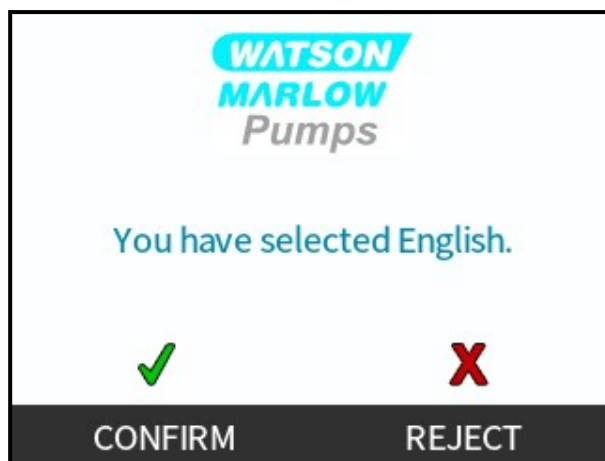 WATSON
MARLOW
Pumps
You have selected English.
CONFIRM REJECT